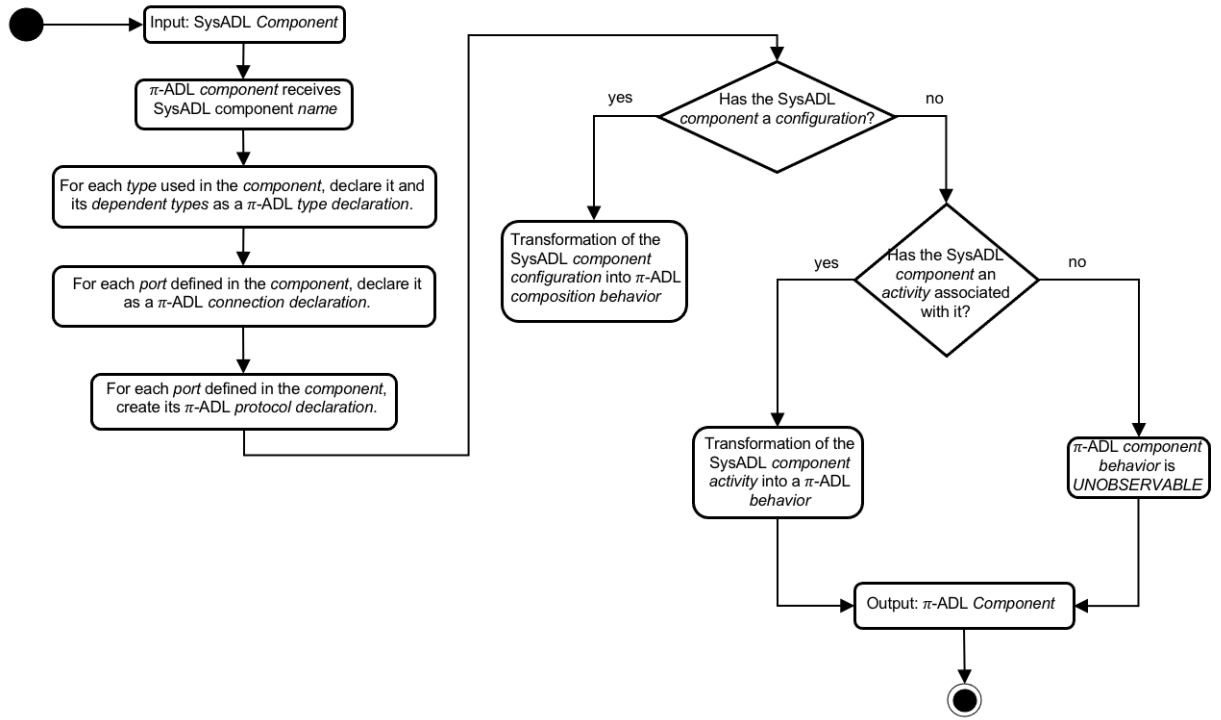 Input: SysADL Component
π-ADL component receives
SysADL component name
For each type used in the component, declare it and
its dependent types as a π-ADL type declaration.
For each port defined in the component, declare it
as a π-ADL connection declaration.
For each port defined in the component,
create its π-ADL protocol declaration.
Has the SysADL
component a configuration?
yes
no
Transformation of the
SysADL component
configuration into π-ADL
composition behavior
Has the SysADL
component an
activity associated
with it?
yes
no
Transformation of the
SysADL component
activity into a π-ADL
behavior
π-ADL component
behavior is
UNOBSERVABLE
Output: π-ADL Component